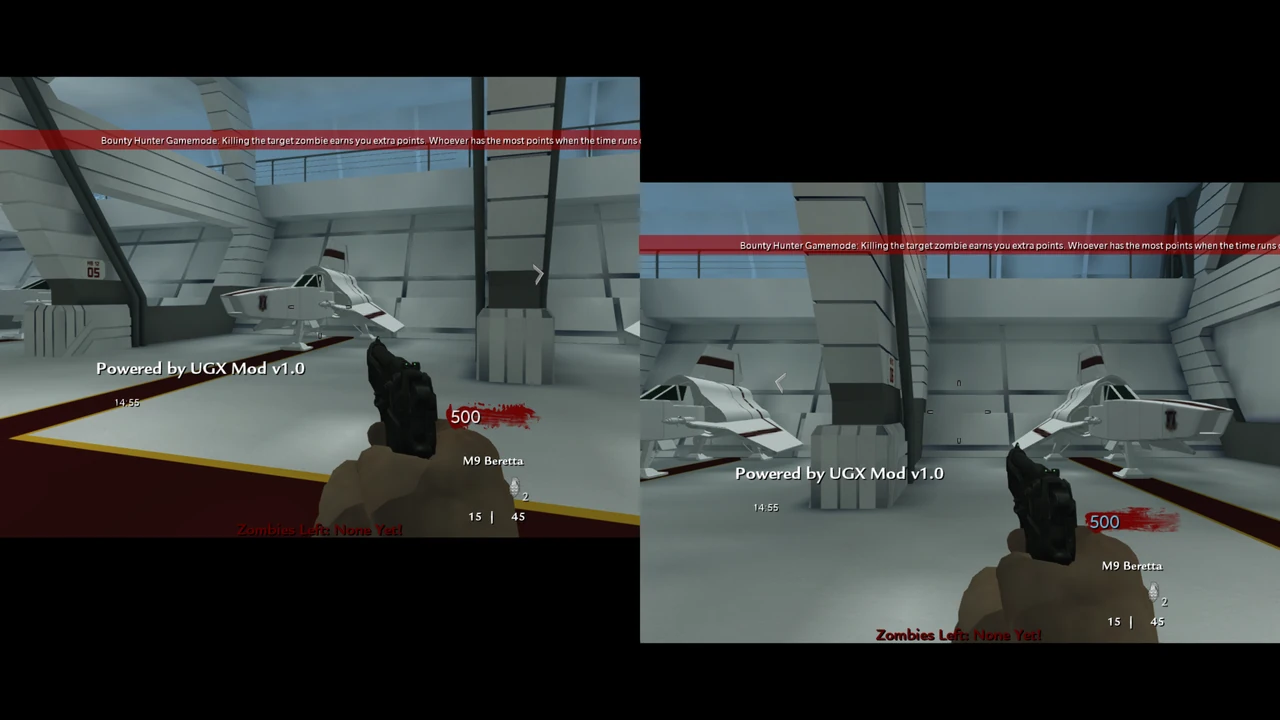 Bounty Hunter Gamemode: Killing the target zombie earns you extra points. Whoever has the most points when the time runs
05
Powered by UGX Mod v1.0
14:55
500
M9 Beretta
2
15 | 45
Zombies Left: None Yet!
Bounty Hunter Gamemode: Killing the target zombie earns you extra points. Whoever has the most points when the time runs
Powered by UGX Mod v1.0
14:55
500
M9 Beretta
2
15 | 45
Zombies Left: None Yet!